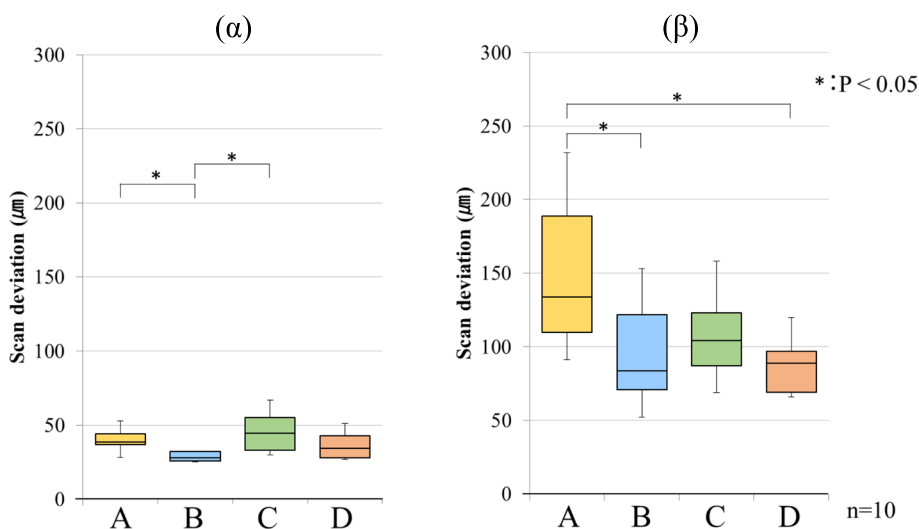 (α)
300
250
200
150
100
50
0
Scan deviation (㎛)
*
*
A B C D
(β)
300
250
200
150
100
50
0
Scan deviation (㎛)
*
*
*:P < 0.05
A B C D
n=10